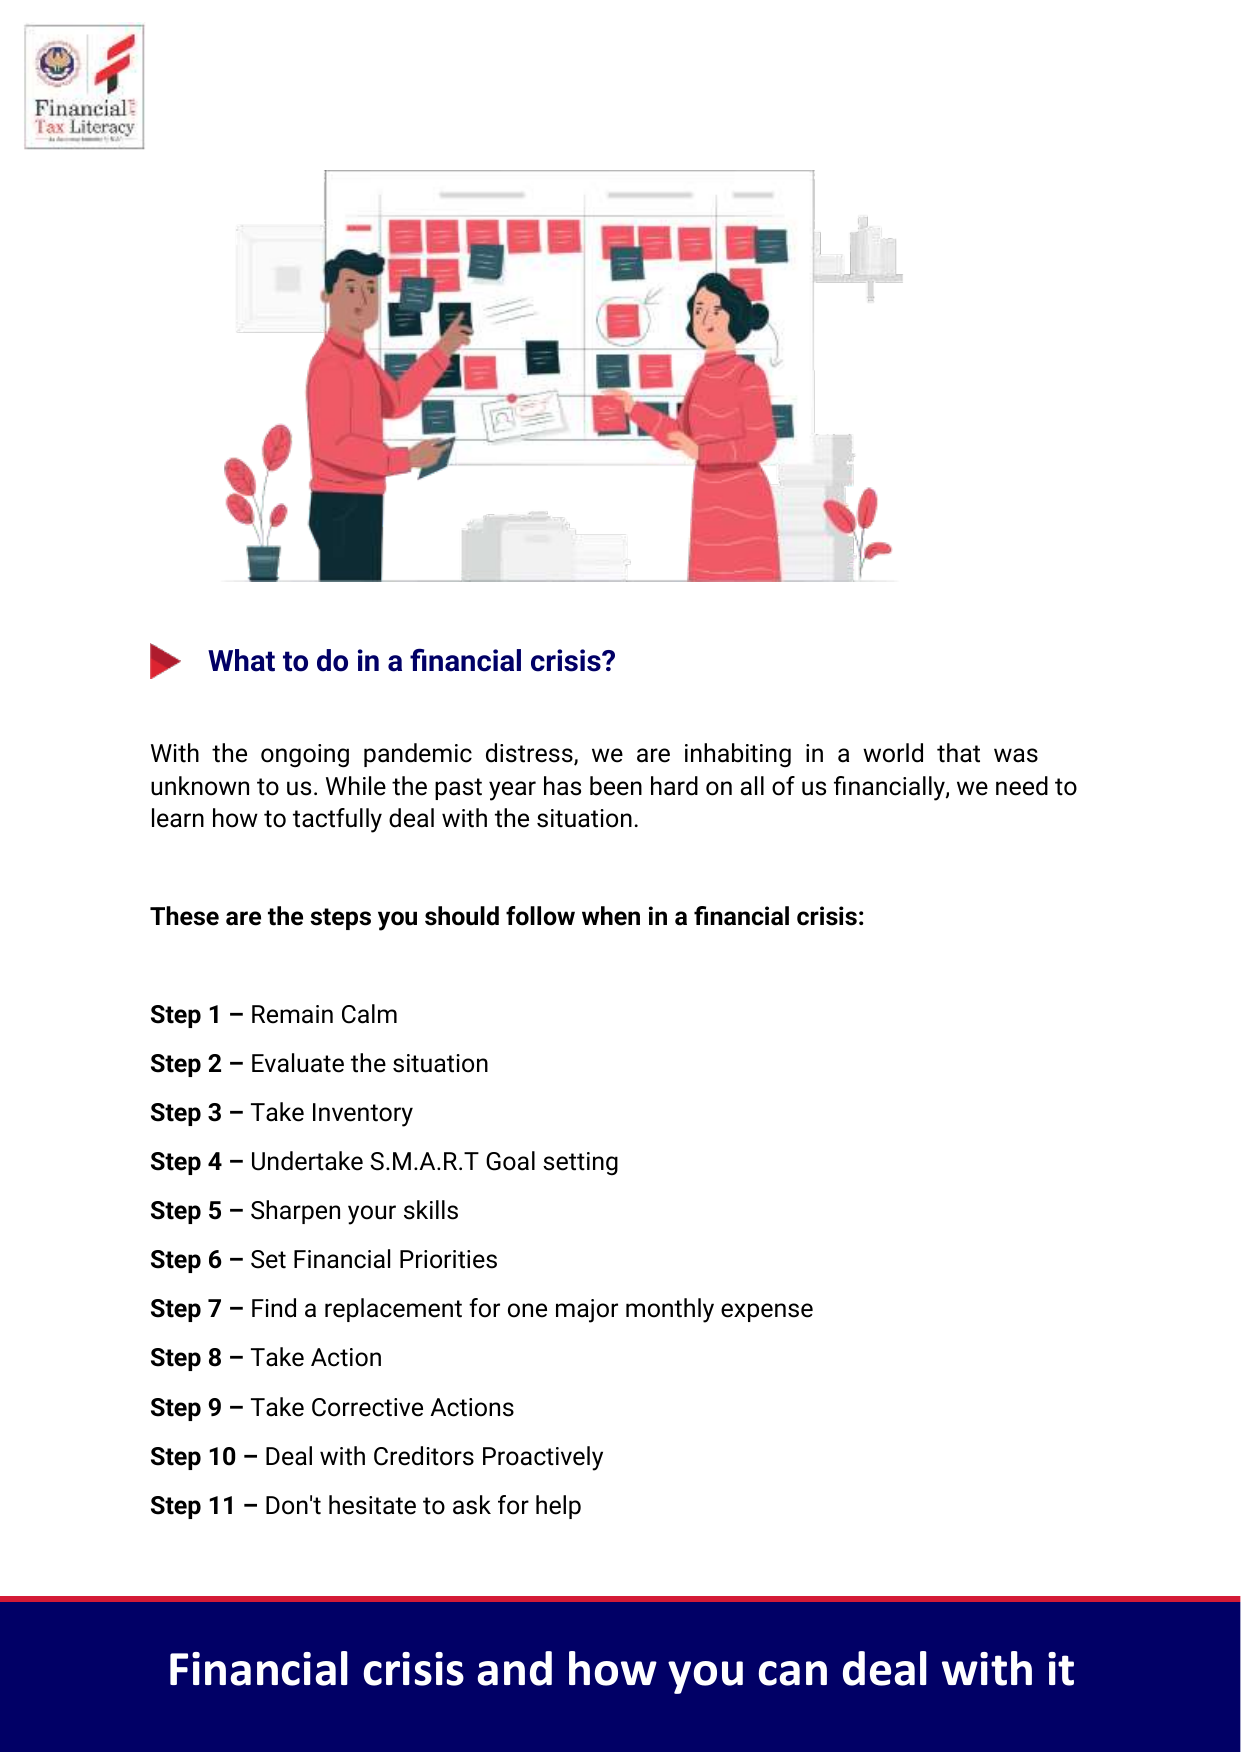 Financial and
Tax Literacy
What to do in a financial crisis?
With the ongoing pandemic distress, we are inhabiting in a world that was
unknown to us. While the past year has been hard on all of us financially, we need to
learn how to tactfully deal with the situation.
These are the steps you should follow when in a financial crisis:
Step 1 – Remain Calm
Step 2 – Evaluate the situation
Step 3 – Take Inventory
Step 4 – Undertake S.M.A.R.T Goal setting
Step 5 – Sharpen your skills
Step 6 – Set Financial Priorities
Step 7 – Find a replacement for one major monthly expense
Step 8 – Take Action
Step 9 – Take Corrective Actions
Step 10 – Deal with Creditors Proactively
Step 11 – Don't hesitate to ask for help
Financial crisis and how you can deal with it